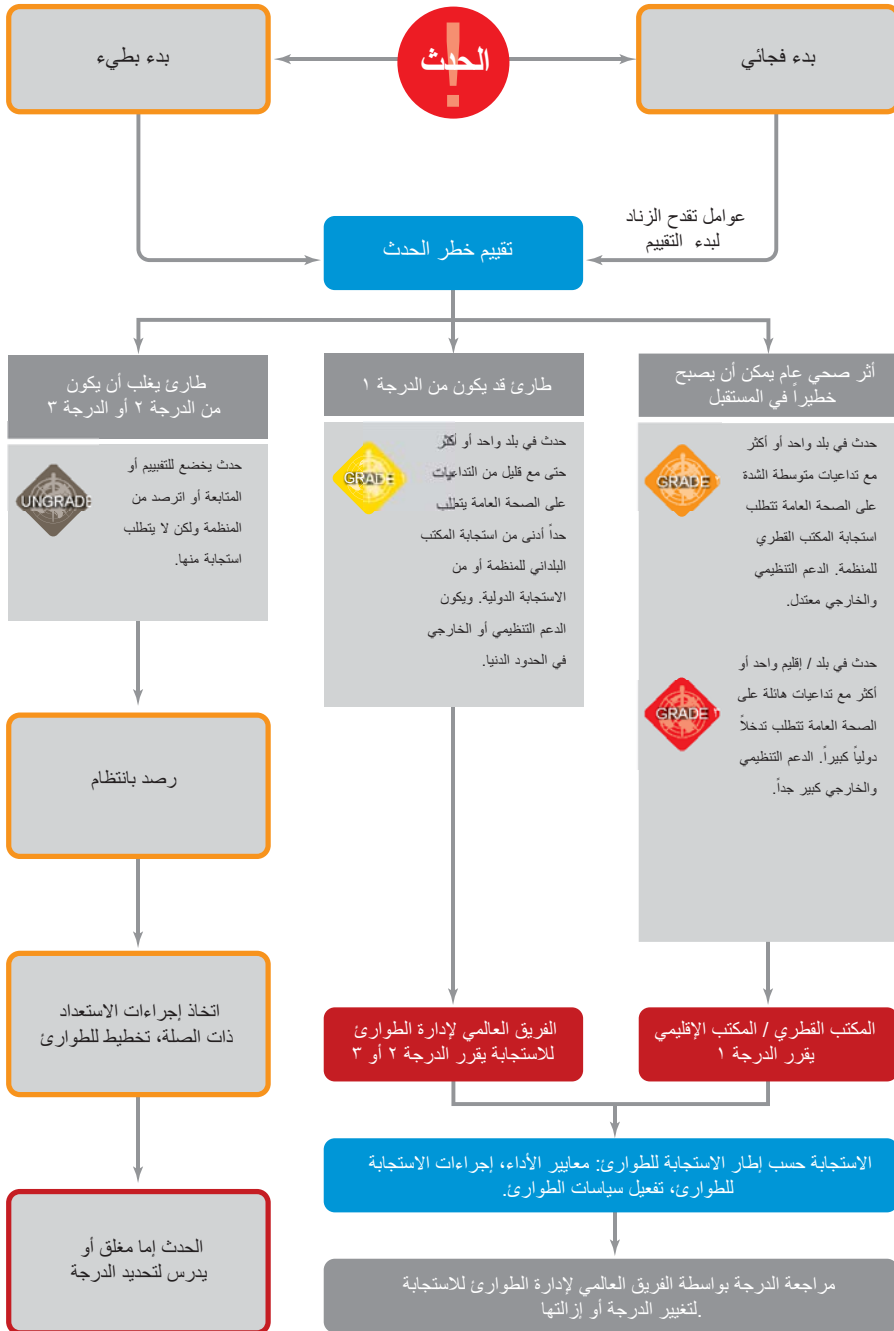 الحدث
بدء فجائي
بدء بطيء
عوامل تقدح الزناد
لبدء التقييم
تقييم خطر الحدث
أثر صحي عام يمكن أن يصبح
خطيراً في المستقبل
حدث في بلد واحد أو أكثر
مع تداعيات متوسطة الشدة
على الصحة العامة تتطلب
استجابة المكتب القطري
للمنظمة. الدعم التنظيمي
والخارجي معتدل.
GRADE
حدث في بلد / إقليم واحد أو
أكثر مع تداعيات هائلة على
الصحة العامة تتطلب تدخلاً
دولياً كبيراً. الدعم التنظيمي
والخارجي كبير جداً.
GRADE
المكتب القطري / المكتب الإقليمي
يقرر الدرجة ١
طارئ قد يكون من الدرجة ١
حدث في بلد واحد أو أكثر
حتى مع قليل من التداعيات
على الصحة العامة يتطلب
حداً أدنى من استجابة المكتب
البلداني للمنظمة أو من
الاستجابة الدولية. ويكون
الدعم التنظيمي أو الخارجي
في الحدود الدنيا.
GRADE
الفريق العالمي لإدارة الطوارئ
للاستجابة يقرر الدرجة ٢ أو ٣
طارئ يغلب أن يكون
من الدرجة ٢ أو الدرجة ٣
حدث يخضع للتقبييم أو
المتابعة أو اترصد من
المنظمة ولكن لا يتطلب
استجابة منها.
UNGRADE
رصد بانتظام
اتخاذ إجراءات الاستعداد
ذات الصلة، تخطيط للطوارئ
الحدث إما مغلق أو
يدرس لتحديد الدرجة
الاستجابة حسب إطار الاستجابة للطوارئ: معايير الأداء، إجراءات الاستجابة
للطوارئ، تفعيل سياسات الطوارئ.
مراجعة الدرجة بواسطة الفريق العالمي لإدارة الطوارئ للاستجابة
لتغيير الدرجة أو إزالتها.